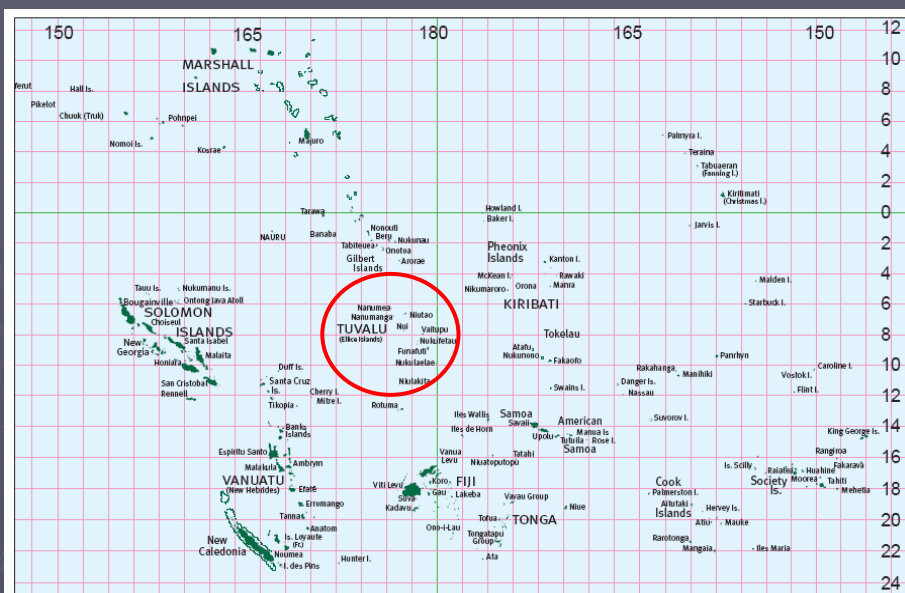 150 165 180 165 150
12
MARSHALL
10
ISLANDS
ferut
Hall Is.
8
Pikelot
Chuuk (Truk)
Pohnpei
6
Palmyra I.
Nomoi Is.
Kosrae
Majuro
4
Teraina
Tabuaeran
(Fanning I.)
2
Kiritimati
(Christmas I.)
Tarawa
Howland I.
Baker I.
0
NAURU
Banaba
Nonouti
Beru
Nukunau
Jarvis I.
Tabiteuea
Onotoa
2
Gilbert
Islands
Arorae
Pheonix
Islands
Kanton I.
McKean I.
Rawaki
4
Nikumaroro
Orona
Manra
Malden I.
Tauu Is.
Nukumanu Is.
Bougainville
Ontong Java Atoll
KIRIBATI
Starbuck I.
6
SOLOMON
ISLANDS
Choiseul
Nanumea
Nanumanga
Niutao
TUVALU
(Ellice Islands)
Nui
Vaitupu
Nukufetau
Tokelau
8
New
Georgia
Santa Isabel
Malaita
Honiara
Funafuti
Nukulaelae
Atafu
Nukunono
Fakaofo
Panrhyn
10
Duff Is.
Rakahanga
Manihiki
Caroline I.
Vostok I.
San Cristobal
Rennell
Santa Cruz
Is.
Cherry I.
Mitre I.
Niulakita
Swains I.
Danger Is.
Nassau
Flint I.
12
Tikopia
Rotuma
Iles Wallis
Samoa
Savaii
American
Samoa
Suvorov I.
Banks
Islands
Iles de Horn
Upolu
Manua Is
Tutuila
Rose I.
King George Is.
14
Espiritu Santo
Vanua
Levu
Tatahi
Niuatoputopu
Rangiroa
Malakula
Ambrym
Is. Scilly
Raiatea
Huahine
Fakarava
16
VANUATU
(New Hebrides)
Efate
Viti Levu
Koro
FIJI
Cook
Islands
Society
Is.
Moorea
Tahiti
Mehetia
18
Suva
Gau
Lakeba
Vavau Group
Palmerston I.
Erromango
Kadavu
Niue
Aitutaki
Hervey Is.
Tanna
Tofua
TONGA
Atiu
Mauke
20
Anatom
Ono-i-Lau
Tongatapu
Group
New
Caledonia
Is. Loyaute
(Fr.)
Rarotonga
Mangaia
Iles Maria
22
Noumea
I. des Pins
Hunter I.
Ata
24